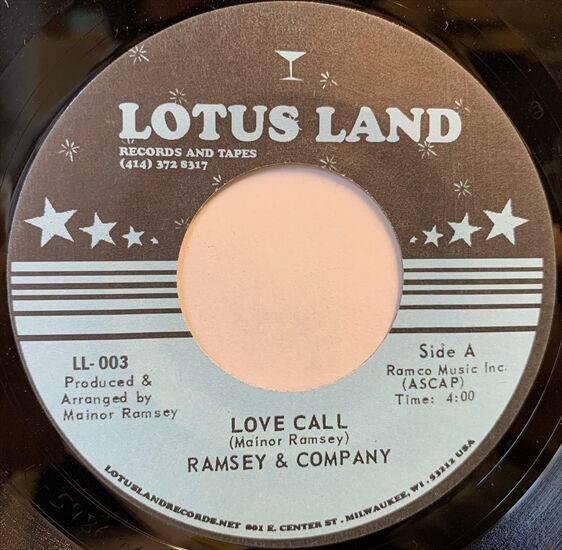 LOTUS LAND
RECORDS AND TAPES
(414) 372 8317
LL-003
Produced &
Arranged by
Mainor Ramsey
Side A
Ramco Music Inc.
(ASCAP)
Time: 4:00
LOVE CALL
(Mainor Ramsey)
RAMSEY & COMPANY
LOTUSLANDRECORDS.NET 801 E. CENTER ST. MILWAUKEE, WI. 53212 USA